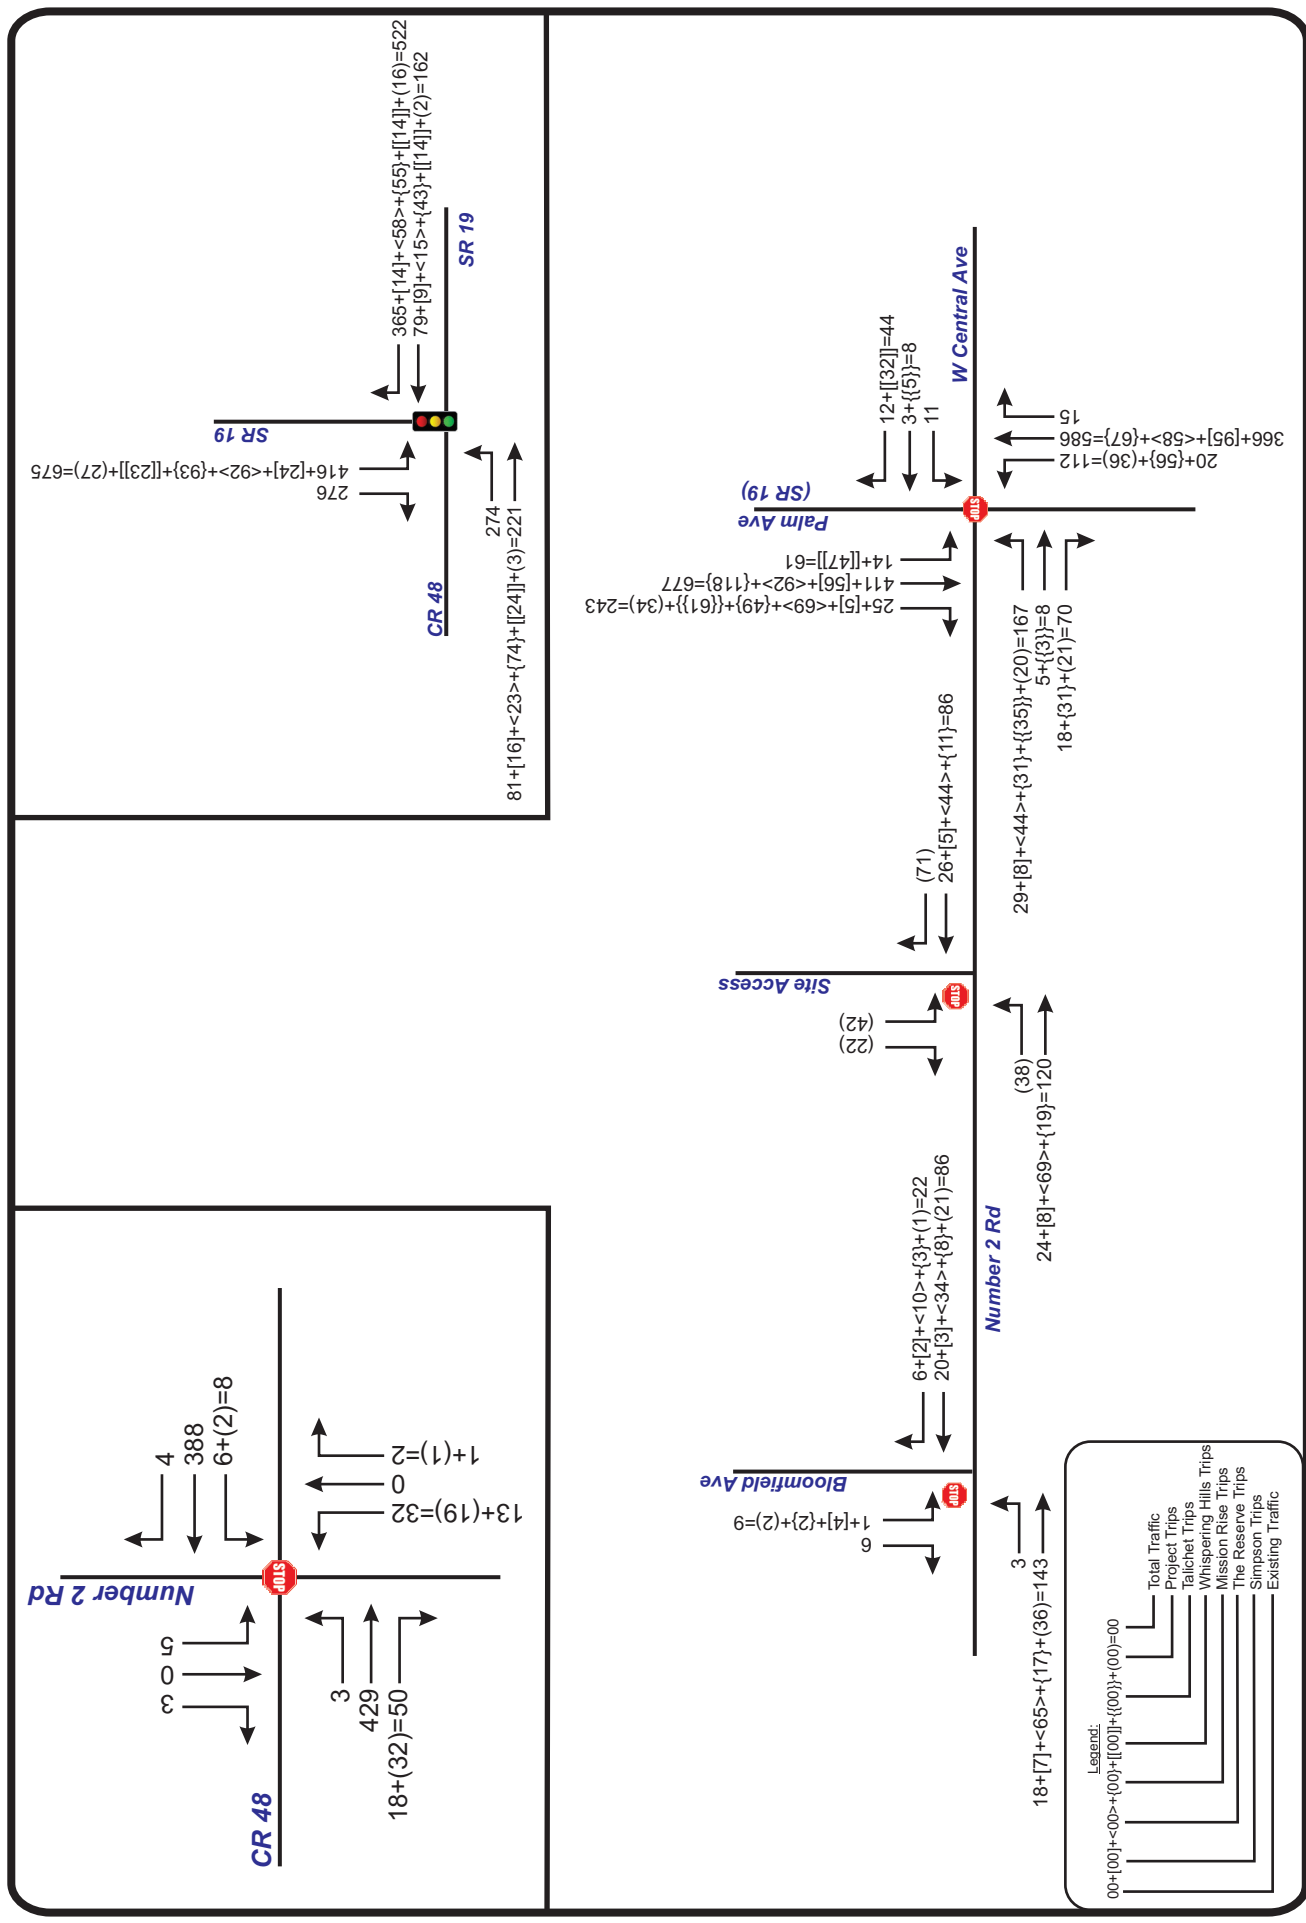 CR 48
Number 2 Rd
4
388
6+(2)=8
3
0
5
STOP
3
429
18+(32)=50
13+(19)=32
0
1+(1)=2
SR 19
CR 48
SR 19
416+[24]+<92>+{93}+[[23]]+(27)=675
276
365+[14]+<58>+{55}+[[14]]+(16)=522
79+[9]+<15>+{43}+[[14]]+(2)=162
274
81+[16]+<23>+{74}+[[24]]+(3)=221
Bloomfield Ave
1+[4]+{2}+(2)=9
6
STOP
6+[2]+<10>+{3}+(1)=22
20+[3]+<34>+{8}+(21)=86
3
18+[7]+<65>+{17}+(36)=143
Number 2 Rd
Site Access
(42)
(22)
STOP
(71)
26+[5]+<44>+{11}=86
(38)
24+[8]+<69>+{19}=120
Palm Ave
(SR 19)
14+[[47]]=61
411+[56]+<92>+{118}=677
25+[5]+<69>+{49}+{{61}}+(34)=243
STOP
12+[[32]]=44
3+{{5}}=8
11
W Central Ave
29+[8]+<44>+{31}+{{35}}+(20)=167
5+{{3}}=8
18+{31}+(21)=70
15
366+[95]+<58>+{67}=586
20+{56}+(36)=112
Legend:
00+[00]+<00>+{00}+[[00]]+{{00}}+(00)=00
Total Traffic
Project Trips
Talichet Trips
Whispering Hills Trips
Mission Rise Trips
The Reserve Trips
Simpson Trips
Existing Traffic